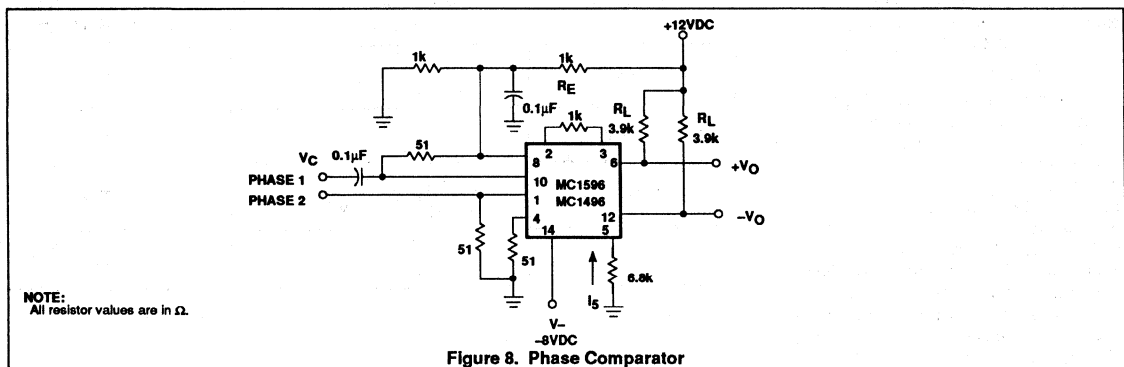 +12VDC
1k
1k
RE
0.1µF
1k
RL
3.9k
RL
3.9k
51
VC
0.1µF
2
3
8
6
+VO
PHASE 1
10
MC1596
PHASE 2
1
MC1496
4
12
-VO
14
5
51
51
6.8k
I5
V–
–8VDC
NOTE:
All resistor values are in Ω.
Figure 8. Phase Comparator